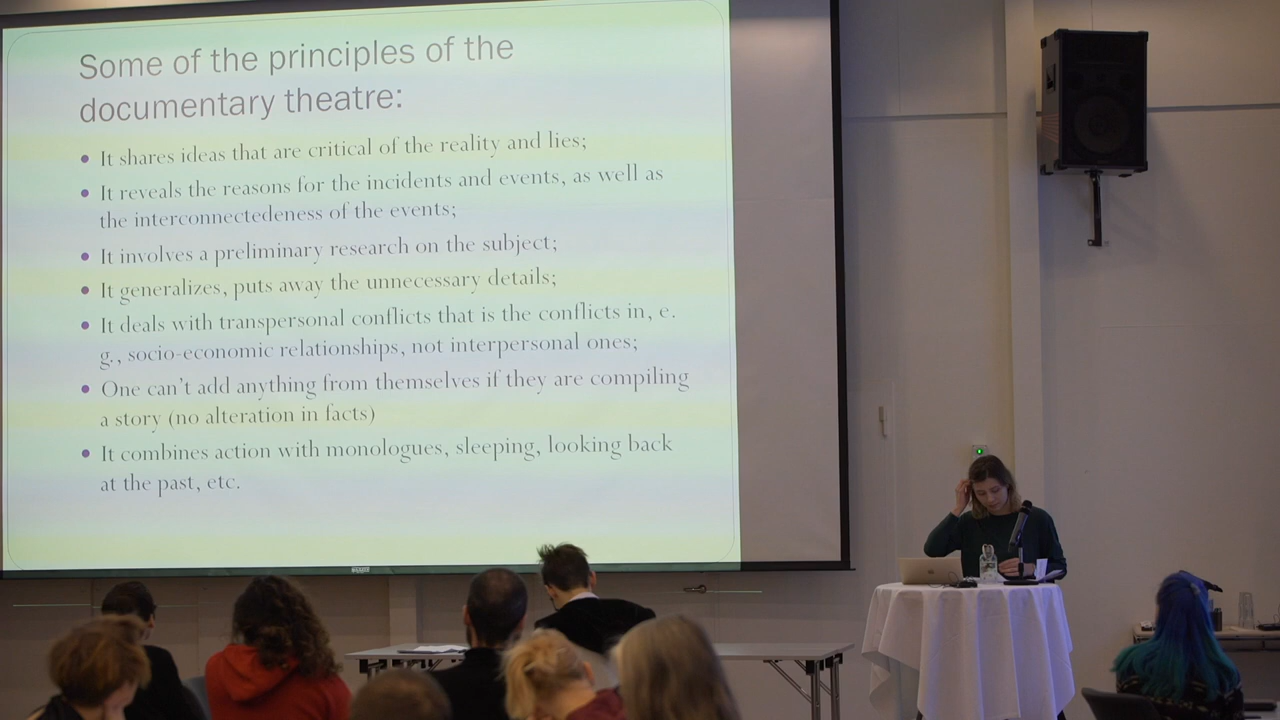 Some of the principles of the
documentary theatre:
• It shares ideas that are critical of the reality and lies;
• It reveals the reasons for the incidents and events, as well as
the interconnectedeness of the events;
• It involves a preliminary research on the subject;
• It generalizes, puts away the unnecessary details;
• It deals with transpersonal conflicts that is the conflicts in, e.
g., socio-economic relationships, not interpersonal ones;
• One can't add anything from themselves if they are compiling
a story (no alteration in facts)
• It combines action with monologues, sleeping, looking back
at the past, etc.